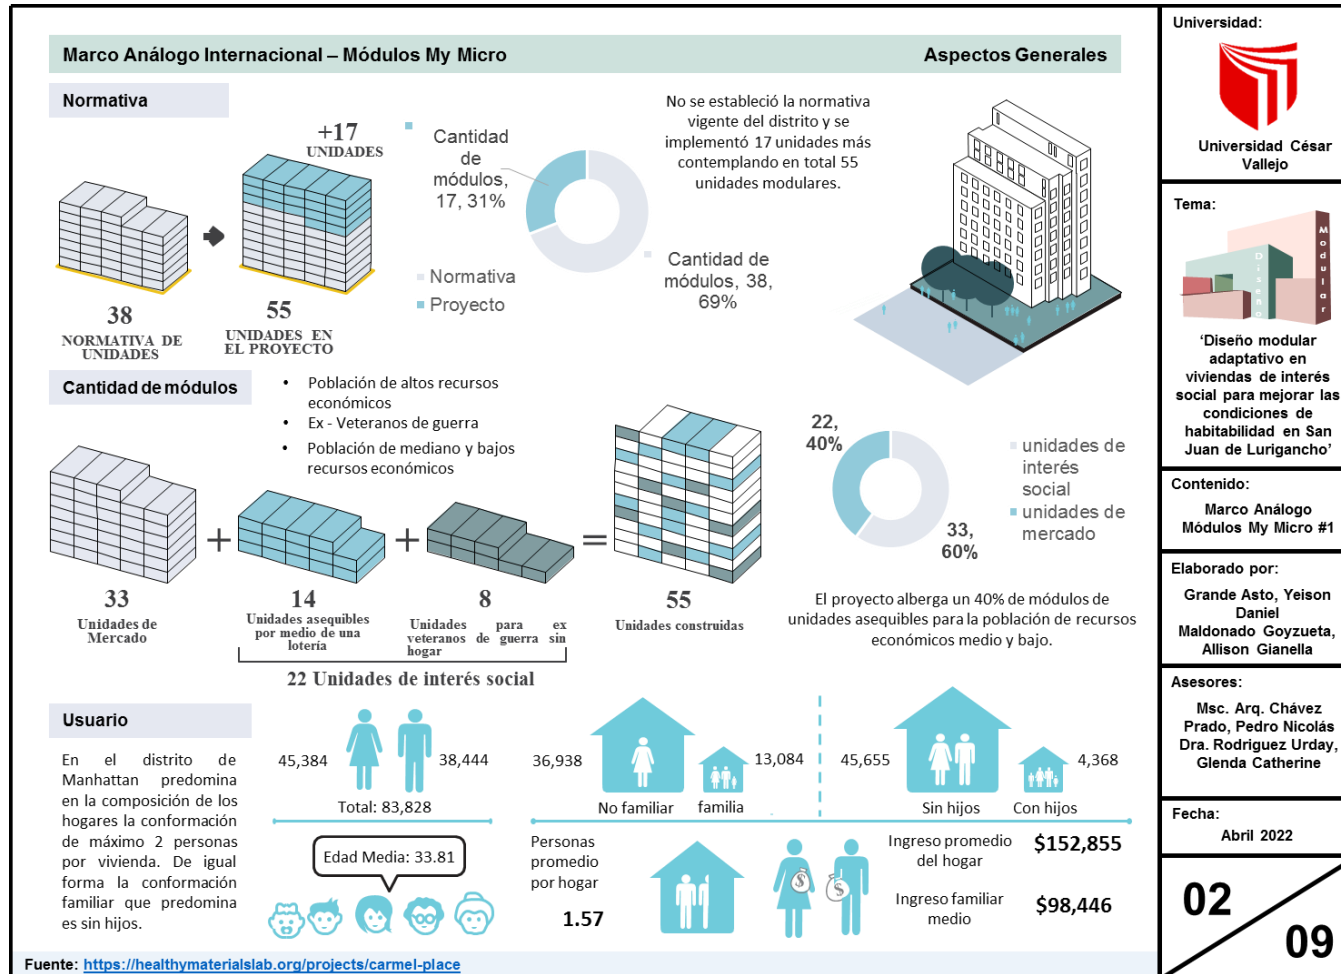 Marco Análogo Internacional – Módulos My Micro
Aspectos Generales
Normativa
+17
UNIDADES
38
NORMATIVA DE
UNIDADES
55
UNIDADES EN
EL PROYECTO
Cantidad
de
módulos,
17, 31%
Normativa
Proyecto
Cantidad de
módulos, 38,
69%
No se estableció la normativa
vigente del distrito y se
implementó 17 unidades más
contemplando en total 55
unidades modulares.
Cantidad de módulos
• Población de altos recursos
económicos
• Ex - Veteranos de guerra
• Población de mediano y bajos
recursos económicos
+
+
=
33
Unidades de
Mercado
14
Unidades asequibles
por medio de una
lotería
8
Unidades para ex
veteranos de guerra sin
hogar
55
Unidades construidas
22 Unidades de interés social
22,
40%
33,
60%
unidades de
interés
social
unidades de
mercado
El proyecto alberga un 40% de módulos de
unidades asequibles para la población de recursos
económicos medio y bajo.
Usuario
En el distrito de
Manhattan predomina
en la composición de los
hogares la conformación
de máximo 2 personas
por vivienda. De igual
forma la conformación
familiar que predomina
es sin hijos.
45,384
38,444
Total: 83,828
Edad Media: 33.81
36,938
13,084
No familiar
familia
45,655
4,368
Sin hijos
Con hijos
Personas
promedio
por hogar
1.57
$
$
Ingreso promedio
del hogar
$152,855
Ingreso familiar
medio
$98,446
Fuente: https://healthymaterialslab.org/projects/carmel-place
Universidad:
Universidad César
Vallejo
Tema:
Diseño
Modular
‘Diseño modular
adaptativo en
viviendas de interés
social para mejorar las
condiciones de
habitabilidad en San
Juan de Lurigancho’
Contenido:
Marco Análogo
Módulos My Micro #1
Elaborado por:
Grande Asto, Yeison
Daniel
Maldonado Goyzueta,
Allison Gianella
Asesores:
Msc. Arq. Chávez
Prado, Pedro Nicolás
Dra. Rodriguez Urday,
Glenda Catherine
Fecha:
Abril 2022
02
09